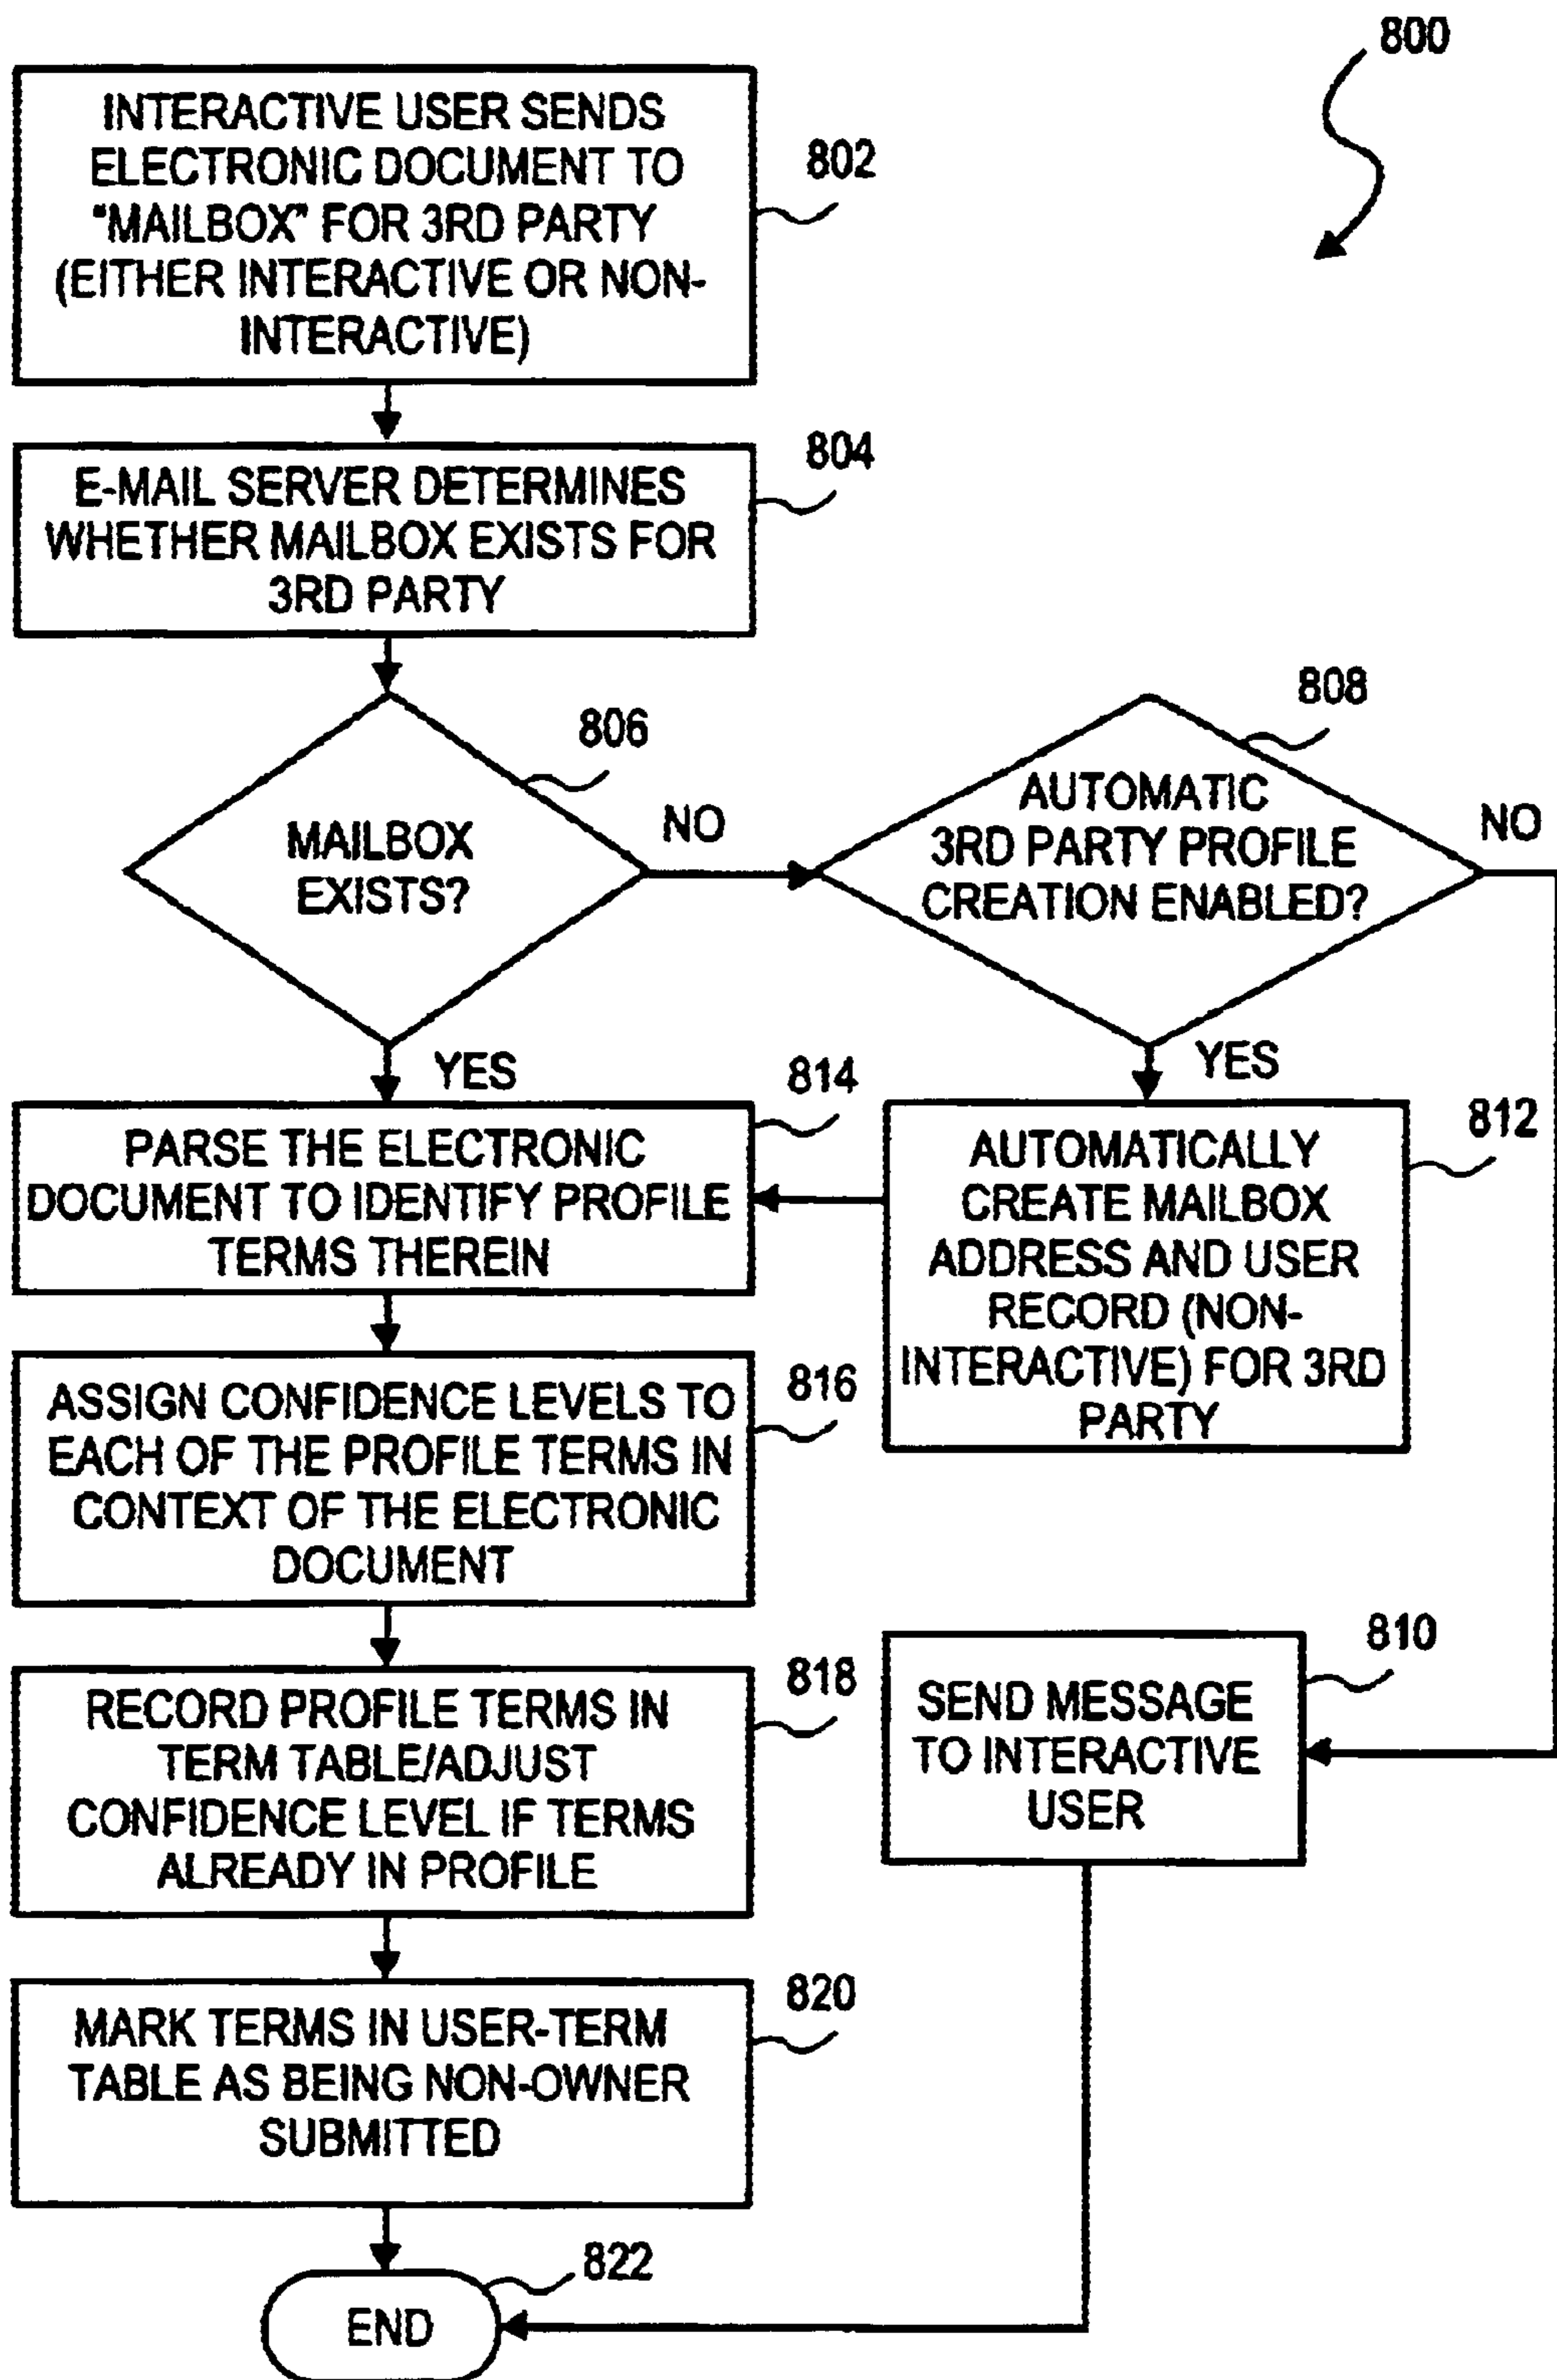 800
INTERACTIVE USER SENDS
ELECTRONIC DOCUMENT TO
"MAILBOX" FOR 3RD PARTY
(EITHER INTERACTIVE OR NON-
INTERACTIVE)
802
E-MAIL SERVER DETERMINES
WHETHER MAILBOX EXISTS FOR
3RD PARTY
804
MAILBOX
EXISTS?
806
NO
YES
AUTOMATIC
3RD PARTY PROFILE
CREATION ENABLED?
808
NO
YES
PARSE THE ELECTRONIC
DOCUMENT TO IDENTIFY PROFILE
TERMS THEREIN
814
AUTOMATICALLY
CREATE MAILBOX
ADDRESS AND USER
RECORD (NON-
INTERACTIVE) FOR 3RD
PARTY
812
ASSIGN CONFIDENCE LEVELS TO
EACH OF THE PROFILE TERMS IN
CONTEXT OF THE ELECTRONIC
DOCUMENT
816
RECORD PROFILE TERMS IN
TERM TABLE/ADJUST
CONFIDENCE LEVEL IF TERMS
ALREADY IN PROFILE
818
SEND MESSAGE
TO INTERACTIVE
USER
810
MARK TERMS IN USER-TERM
TABLE AS BEING NON-OWNER
SUBMITTED
820
END
822